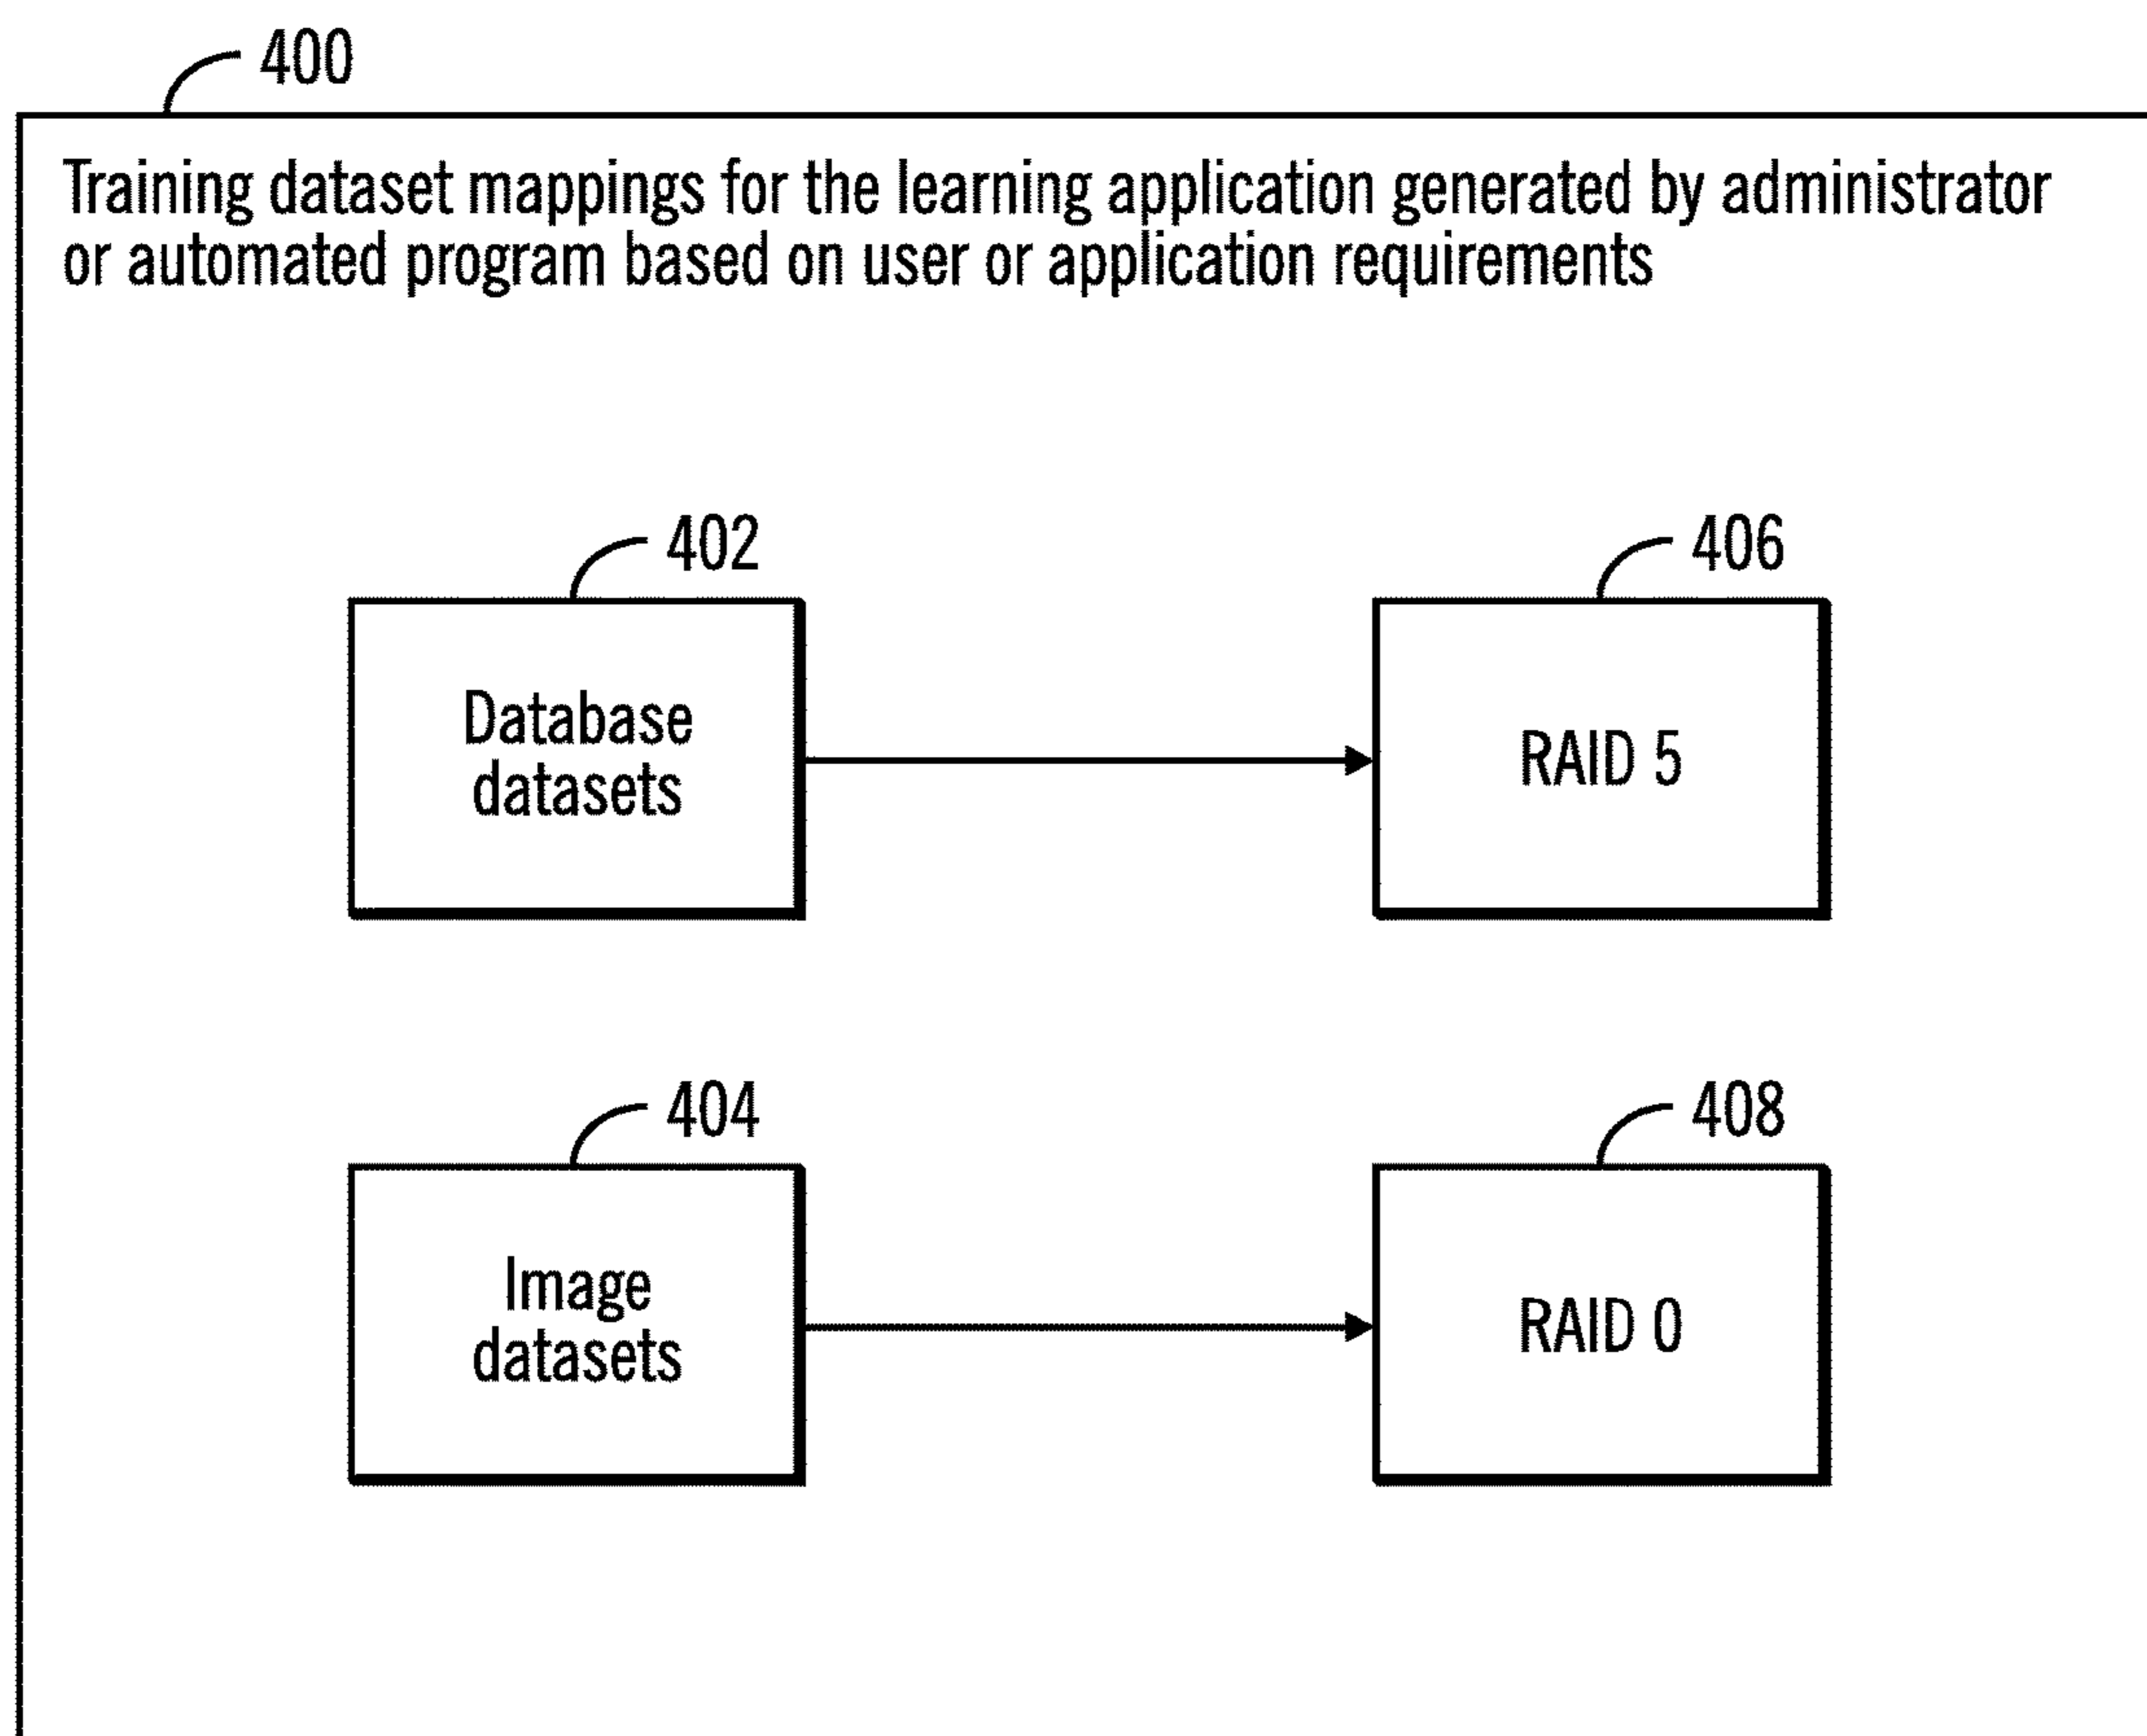 400
Training dataset mappings for the learning application generated by administrator
or automated program based on user or application requirements
402
406
Database
datasets
RAID 5
404
408
Image
datasets
RAID 0